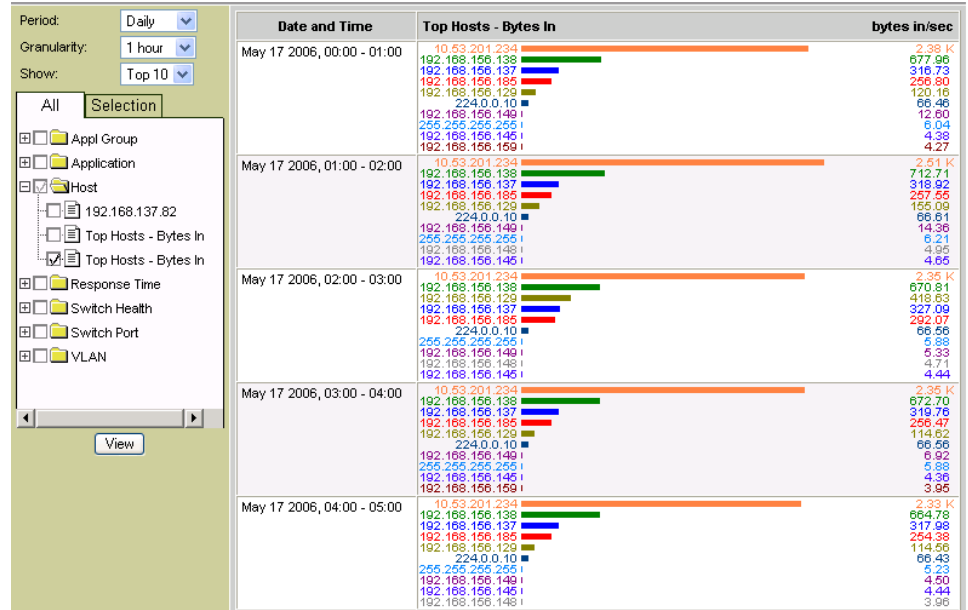 Period: Daily
Granularity: 1 hour
Show: Top 10
All Selection
Appl Group
Application
Host
192.168.137.82
Top Hosts - Bytes In
Top Hosts - Bytes In
Response Time
Switch Health
Switch Port
VLAN
View
Date and Time Top Hosts - Bytes In bytes in/sec
May 17 2006, 00:00 - 01:00
10.53.201.234 2.38 K
192.168.156.138 677.96
192.168.156.137 316.73
192.168.156.185 256.80
192.168.156.129 120.16
224.0.0.10 66.46
192.168.156.149 12.60
255.255.255.255 6.04
192.168.156.145 4.38
192.168.156.159 4.27
May 17 2006, 01:00 - 02:00
10.53.201.234 2.51 K
192.168.156.138 712.71
192.168.156.137 318.92
192.168.156.185 257.55
192.168.156.129 155.09
224.0.0.10 66.61
192.168.156.149 14.36
255.255.255.255 6.21
192.168.156.148 4.95
192.168.156.145 4.65
May 17 2006, 02:00 - 03:00
10.53.201.234 2.35 K
192.168.156.138 670.81
192.168.156.129 418.63
192.168.156.137 327.09
192.168.156.185 292.07
224.0.0.10 66.56
255.255.255.255 5.88
192.168.156.149 5.33
192.168.156.148 4.71
192.168.156.145 4.44
May 17 2006, 03:00 - 04:00
10.53.201.234 2.35 K
192.168.156.138 672.70
192.168.156.137 319.76
192.168.156.185 256.47
192.168.156.129 114.62
224.0.0.10 66.56
192.168.156.149 6.92
255.255.255.255 5.88
192.168.156.145 4.36
192.168.156.159 3.95
May 17 2006, 04:00 - 05:00
10.53.201.234 2.33 K
192.168.156.138 664.78
192.168.156.137 317.98
192.168.156.185 254.38
192.168.156.129 114.56
224.0.0.10 66.43
255.255.255.255 5.23
192.168.156.149 4.50
192.168.156.145 4.44
192.168.156.148 3.96